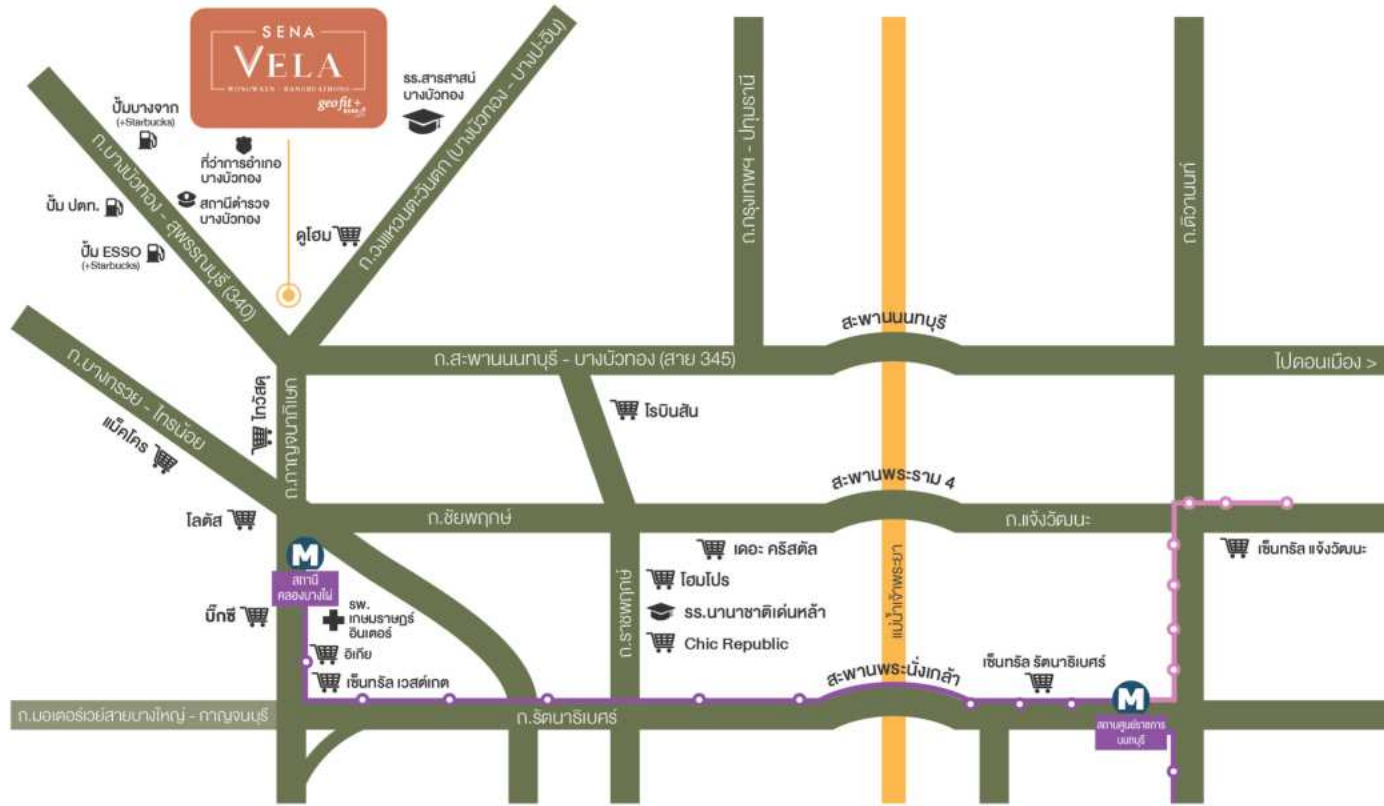 SENA
VELA
WONGWAEN - BANGBUATHONG
geo fit+
รร.สารสาสน์
บางบัวทอง
ถ.วงแหวนตะวันตก (บางบัวทอง - บางปะอิน)
ปั๊มบางจาก
(+Starbucks)
ถ.บางบัวทอง - สุพรรณบุรี (340)
ที่ว่าการอำเภอ
บางบัวทอง
สถานีตำรวจ
บางบัวทอง
ปั๊ม ปตท.
ปั๊ม ESSO
(+Starbucks)
ดูโฮม
ถ.กรุงเทพฯ - ปทุมธานี
ถ.ติวานนท์
สะพานนนทบุรี
ถ.สะพานนนทบุรี - บางบัวทอง (สาย 345)
ไปดอนเมือง >
ถ.บางกรวย - ไทรน้อย
แม็คโคร
ไทวัสดุ
ถ.กาญจนาภิเษก
โรบินสัน
สะพานพระราม 4
โลตัส
ถ.ชัยพฤกษ์
ถ.แจ้งวัฒนะ
M
สถานี
คลองบางไผ่
เดอะ คริสตัล
เซ็นทรัล แจ้งวัฒนะ
โฮมโปร
แม่น้ำเจ้าพระยา
บิ๊กซี
รพ.
เกษมราษฎร์
อินเตอร์
รร.นานาชาติเด่นหล้า
ถ.ราชพฤกษ์
Chic Republic
อิเกีย
เซ็นทรัล เวสต์เกต
สะพานพระนั่งเกล้า
เซ็นทรัล รัตนาธิเบศร์
M
ถ.มอเตอร์เวย์สายบางใหญ่ - กาญจนบุรี
ถ.รัตนาธิเบศร์
สถานศูนย์ราชการ
นนทบุรี